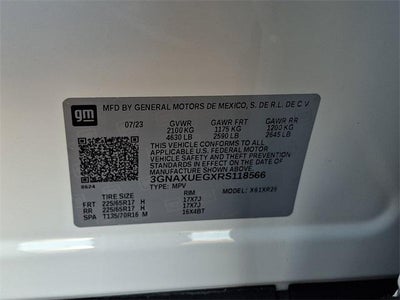 gm
MFD BY GENERAL MOTORS DE MEXICO, S. DE R.L. DE C.V
07/23 GVWR GAWR FRT GAWR RR
2100 KG 1175 KG 1200 KG
4630 LB 2590 LB 2645 LB
THIS VEHICLE CONFORMS TO ALL APPLICABLE
U.S. FEDERAL MOTOR VEHICLE SAFETY, BUMPER,
AND THEFT PREVENTION STANDARDS IN EFFECT
ON THE DATE OF MANUFACTURE SHOWN ABOVE.
3GNAXUEGXRS118566
TYPE: MPV MODEL: X61XR26
TIRE SIZE RIM
FRT 225/65R17 H 17X7J
RR 225/65R17 H 17X7J
SPA T135/70R16 M 16X4BT